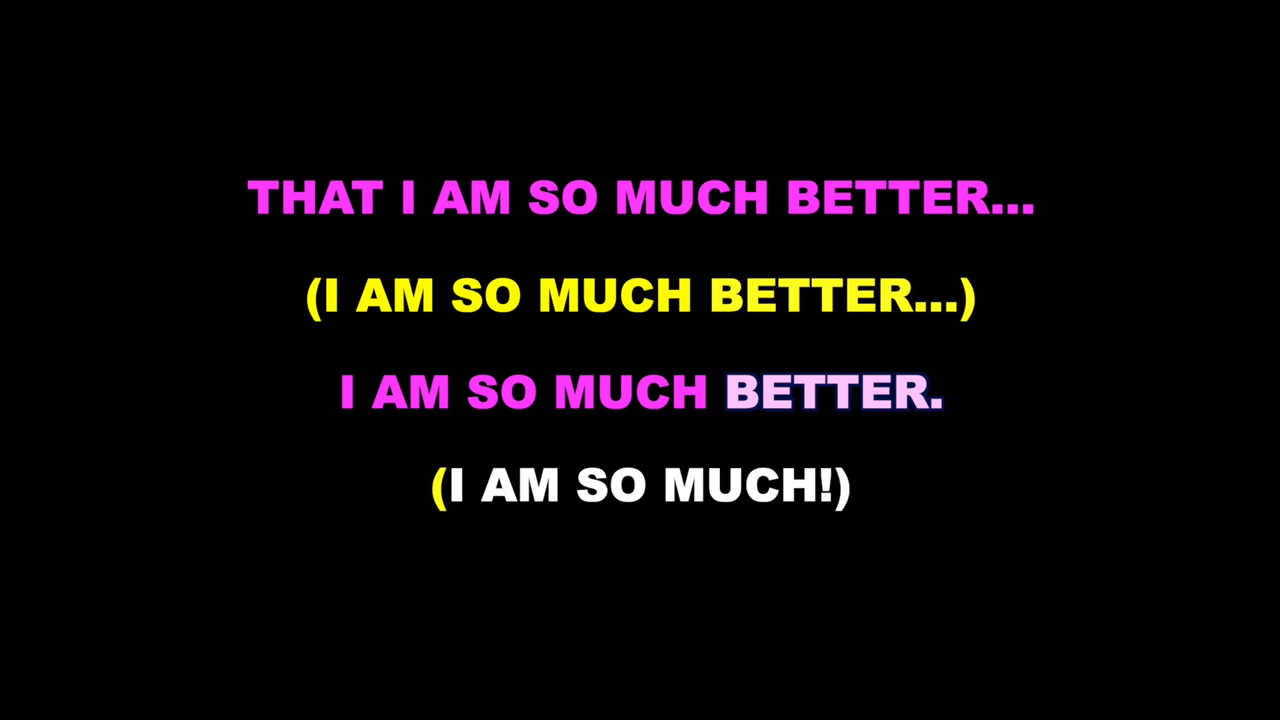 THAT I AM SO MUCH BETTER...
(I AM SO MUCH BETTER...)
I AM SO MUCH BETTER.
(I AM SO MUCH!)